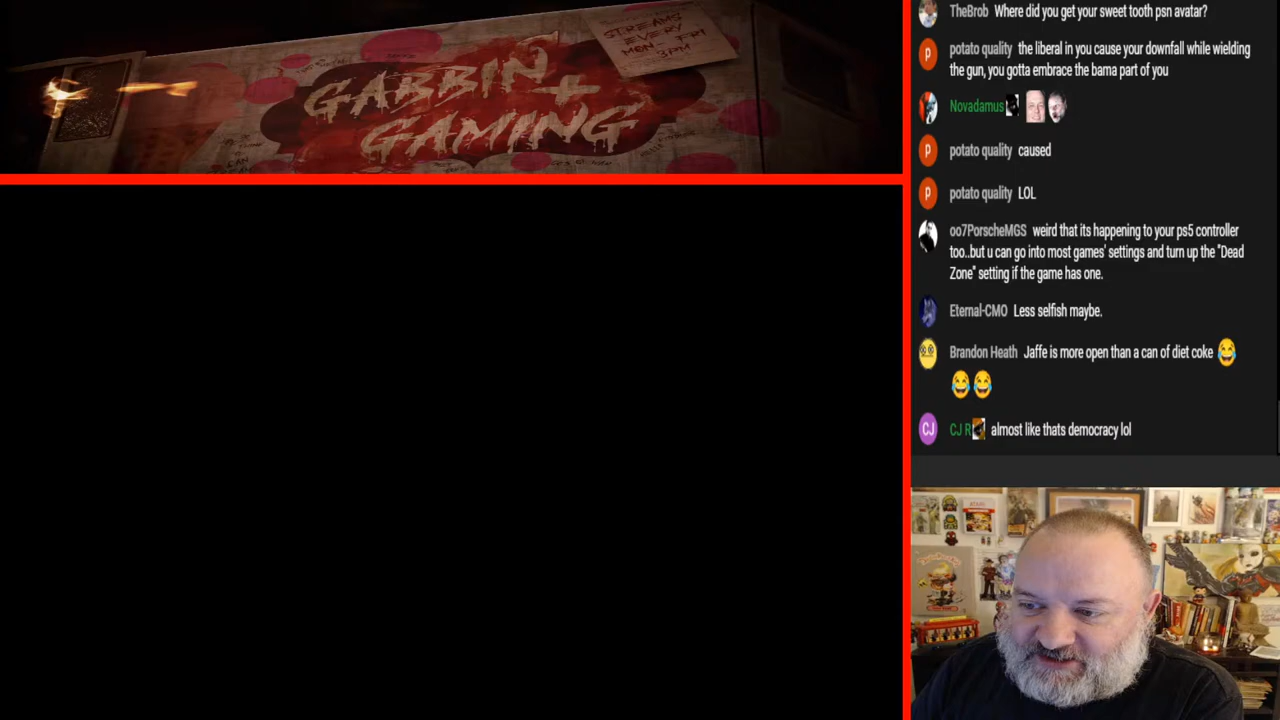 STREAMS
EVERY
MON - FRI
3PM
GABBIN +
GAMING
TheBrob Where did you get your sweet tooth psn avatar?
P potato quality the liberal in you cause your downfall while wielding
the gun, you gotta embrace the bama part of you
Novadamus
P potato quality caused
P potato quality LOL
oo7PorscheMGS weird that its happening to your ps5 controller
too..but u can go into most games' settings and turn up the "Dead
Zone" setting if the game has one.
Eternal-CMO Less selfish maybe.
Brandon Heath Jaffe is more open than a can of diet coke 😂
😂😂
CJ CJ R almost like thats democracy lol